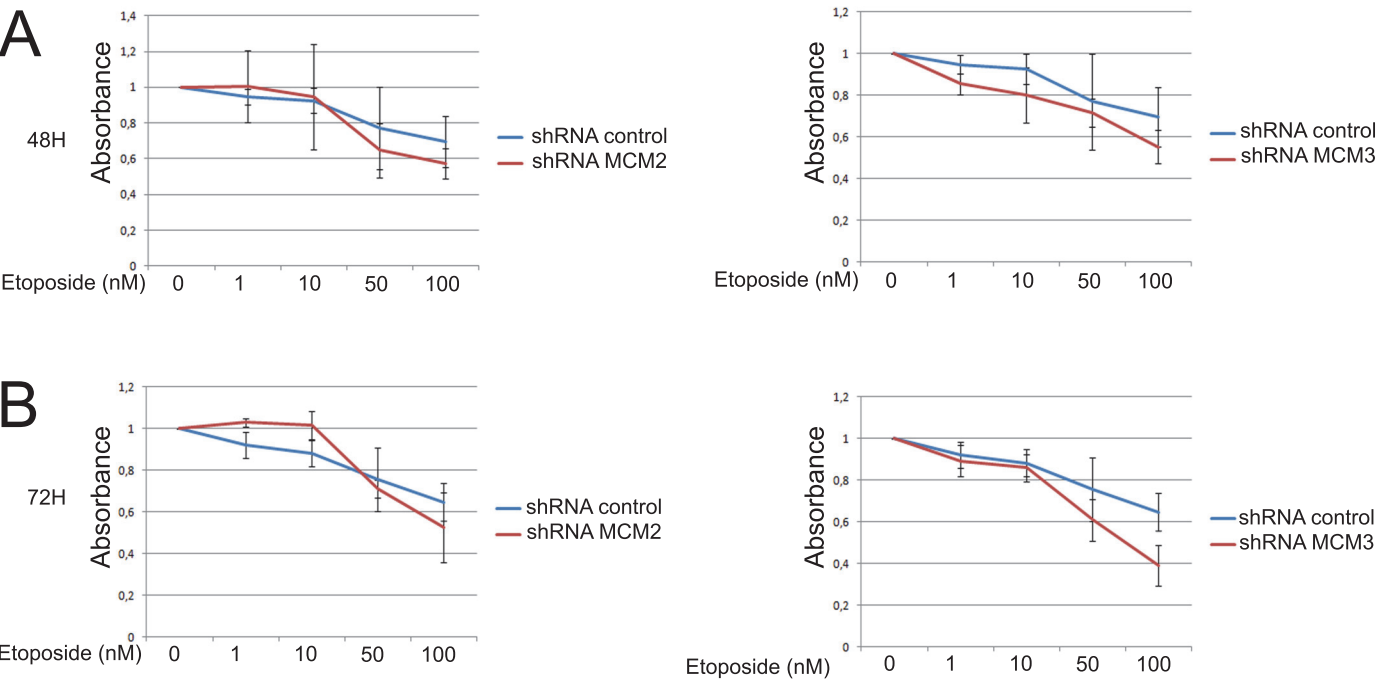 A
48H
Absorbance
1,4
1,2
1
0,8
0,6
0,4
0,2
0
Etoposide (nM) 0 1 10 50 100
shRNA control
shRNA MCM2
Absorbance
1,2
1
0,8
0,6
0,4
0,2
0
Etoposide (nM) 0 1 10 50 100
shRNA control
shRNA MCM3
B
72H
Absorbance
1,2
1
0,8
0,6
0,4
0,2
0
Etoposide (nM) 0 1 10 50 100
shRNA control
shRNA MCM2
Absorbance
1,2
1
0,8
0,6
0,4
0,2
0
Etoposide (nM) 0 1 10 50 100
shRNA control
shRNA MCM3